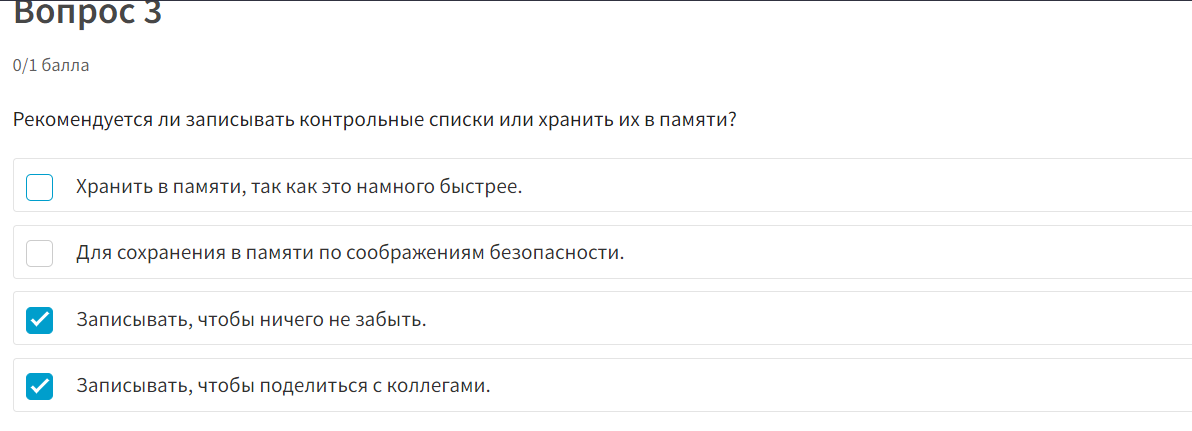 Вопрос 3
0/1 балла
Рекомендуется ли записывать контрольные списки или хранить их в памяти?
Хранить в памяти, так как это намного быстрее.
Для сохранения в памяти по соображениям безопасности.
Записывать, чтобы ничего не забыть.
Записывать, чтобы поделиться с коллегами.